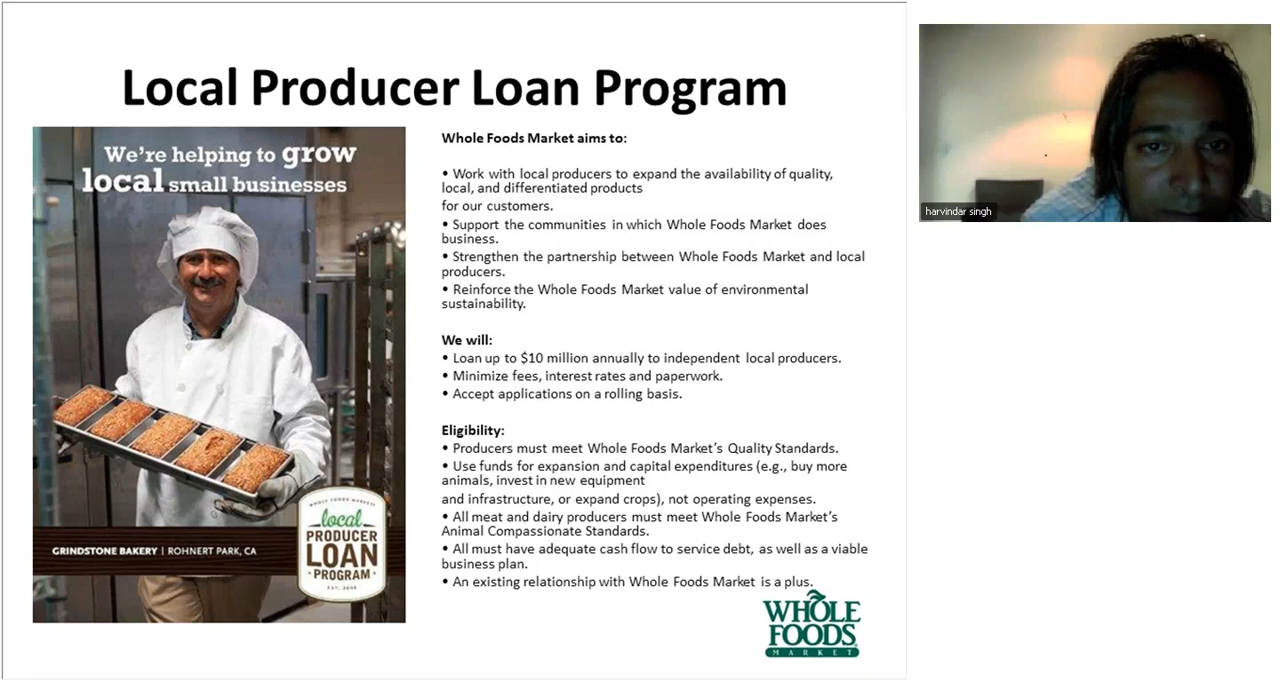 Local Producer Loan Program
We're helping to grow
local small businesses
GRINDSTONE BAKERY | ROHNERT PARK, CA
WHOLE FOODS MARKET
local
PRODUCER
LOAN
PROGRAM
EST. 2006
Whole Foods Market aims to:
• Work with local producers to expand the availability of quality,
local, and differentiated products
for our customers.
• Support the communities in which Whole Foods Market does
business.
• Strengthen the partnership between Whole Foods Market and local
producers.
• Reinforce the Whole Foods Market value of environmental
sustainability.
We will:
• Loan up to $10 million annually to independent local producers.
• Minimize fees, interest rates and paperwork.
• Accept applications on a rolling basis.
Eligibility:
• Producers must meet Whole Foods Market's Quality Standards.
• Use funds for expansion and capital expenditures (e.g., buy more
animals, invest in new equipment
and infrastructure, or expand crops), not operating expenses.
• All meat and dairy producers must meet Whole Foods Market's
Animal Compassionate Standards.
• All must have adequate cash flow to service debt, as well as a viable
business plan.
• An existing relationship with Whole Foods Market is a plus.
WHOLE
FOODS
MARKET
harvindar singh